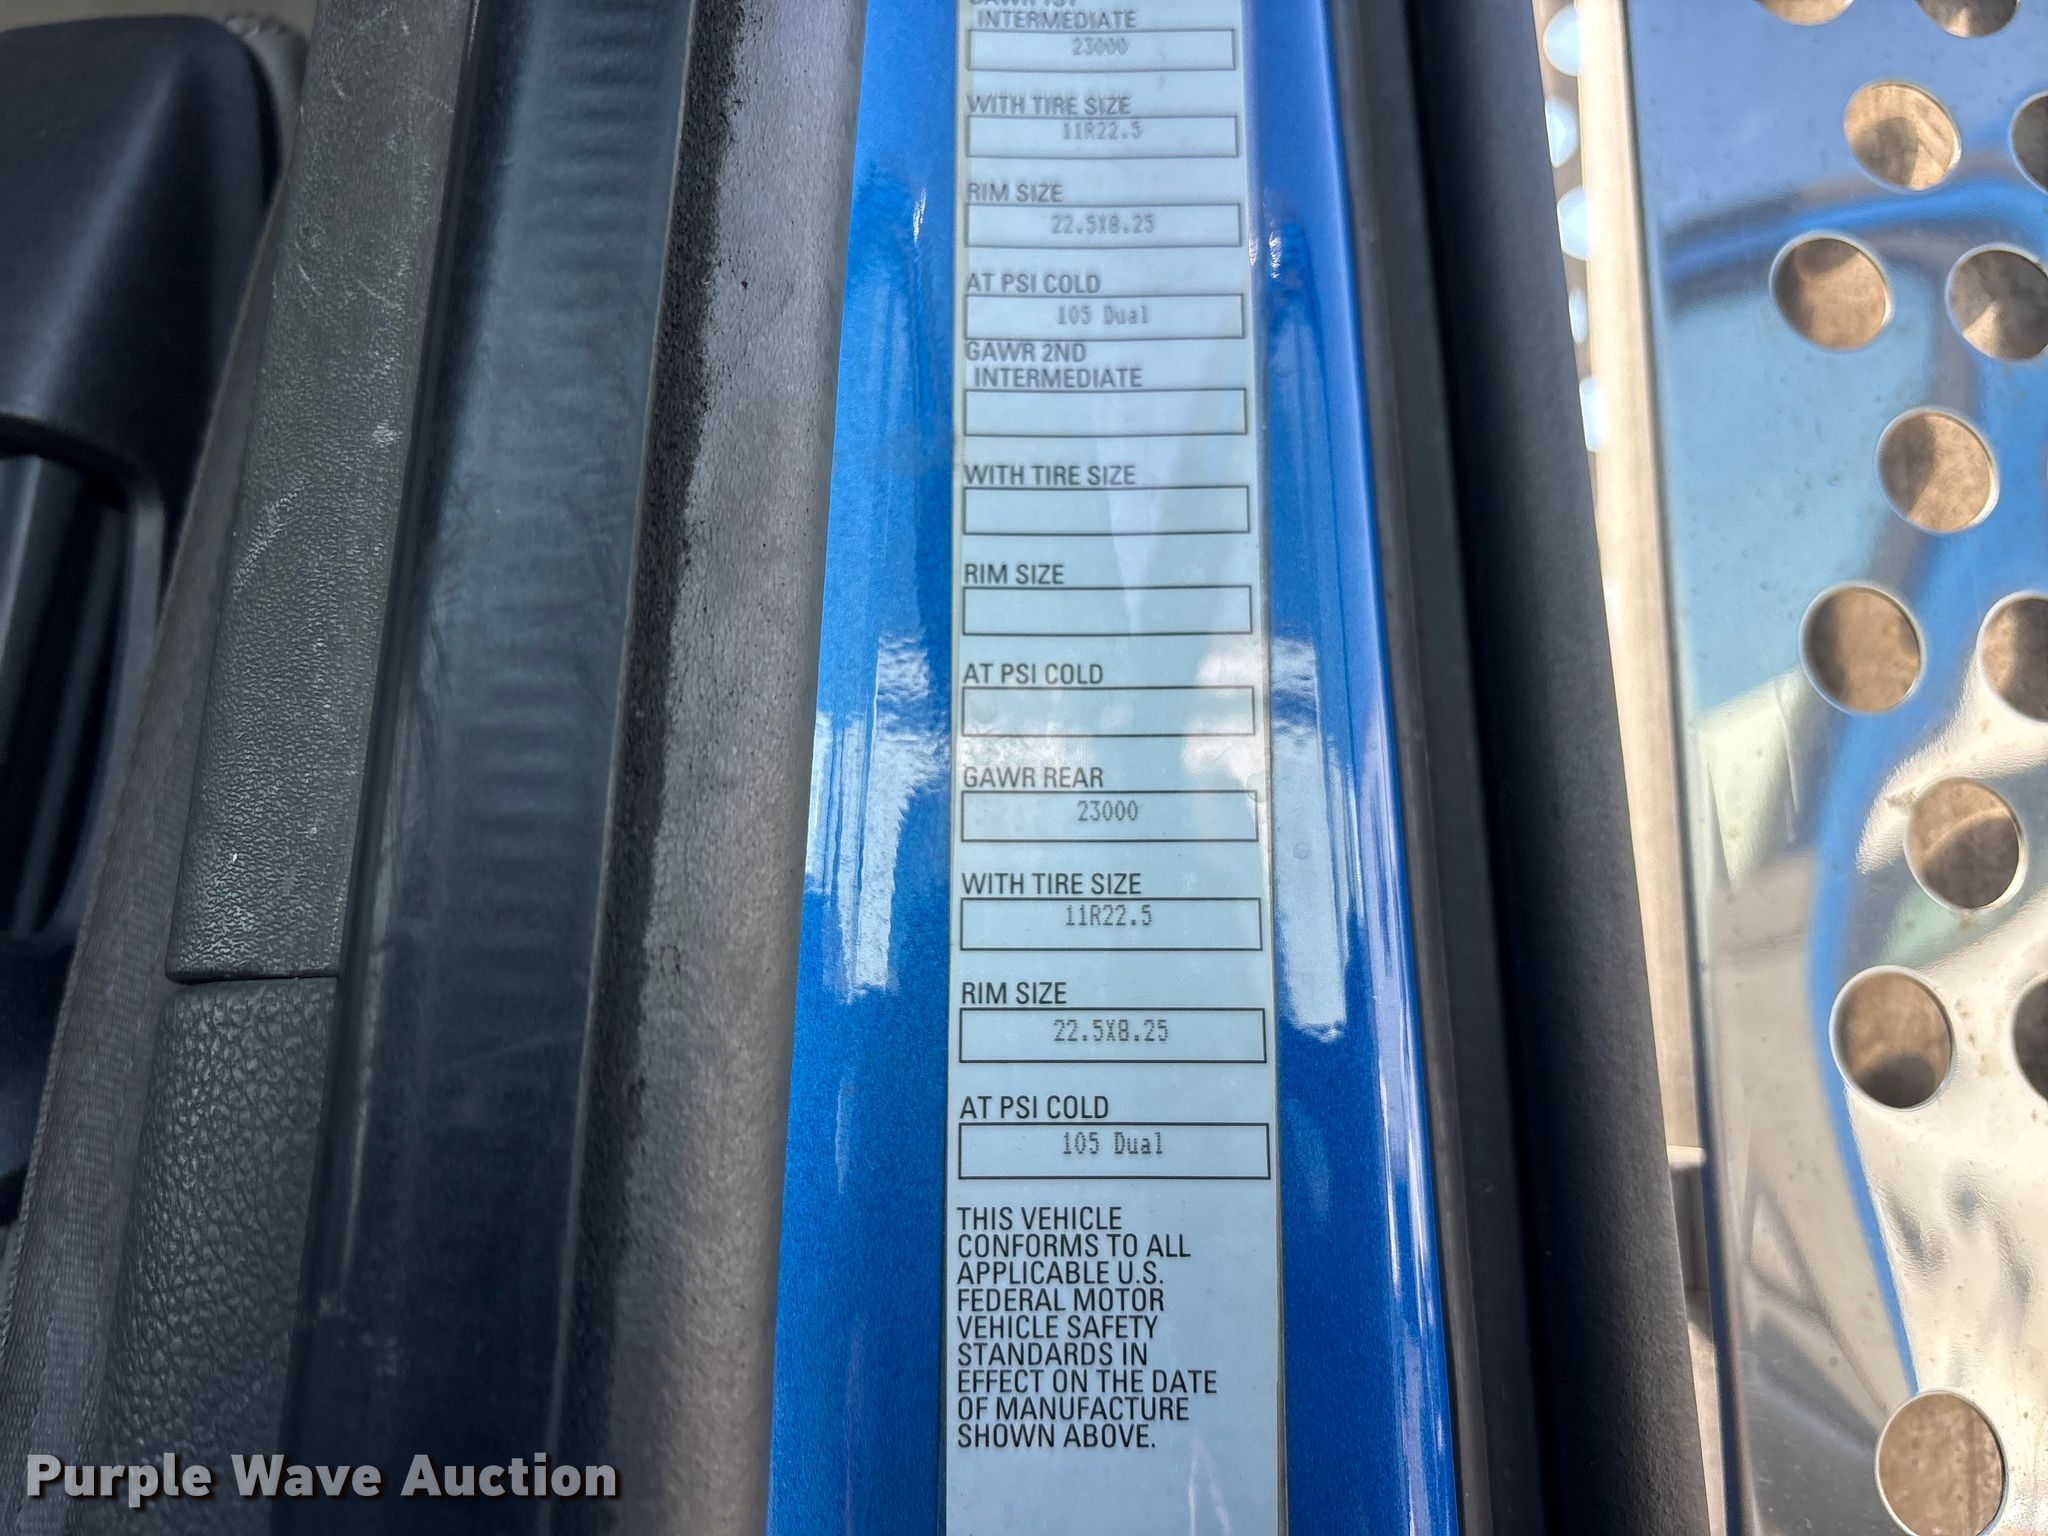 GAWR 1ST
INTERMEDIATE
23000
WITH TIRE SIZE
11R22.5
RIM SIZE
22.5X8.25
AT PSI COLD
105 Dual
GAWR 2ND
INTERMEDIATE
WITH TIRE SIZE
RIM SIZE
AT PSI COLD
GAWR REAR
23000
WITH TIRE SIZE
11R22.5
RIM SIZE
22.5X8.25
AT PSI COLD
105 Dual
THIS VEHICLE
CONFORMS TO ALL
APPLICABLE U.S.
FEDERAL MOTOR
VEHICLE SAFETY
STANDARDS IN
EFFECT ON THE DATE
OF MANUFACTURE
SHOWN ABOVE.
Purple Wave Auction